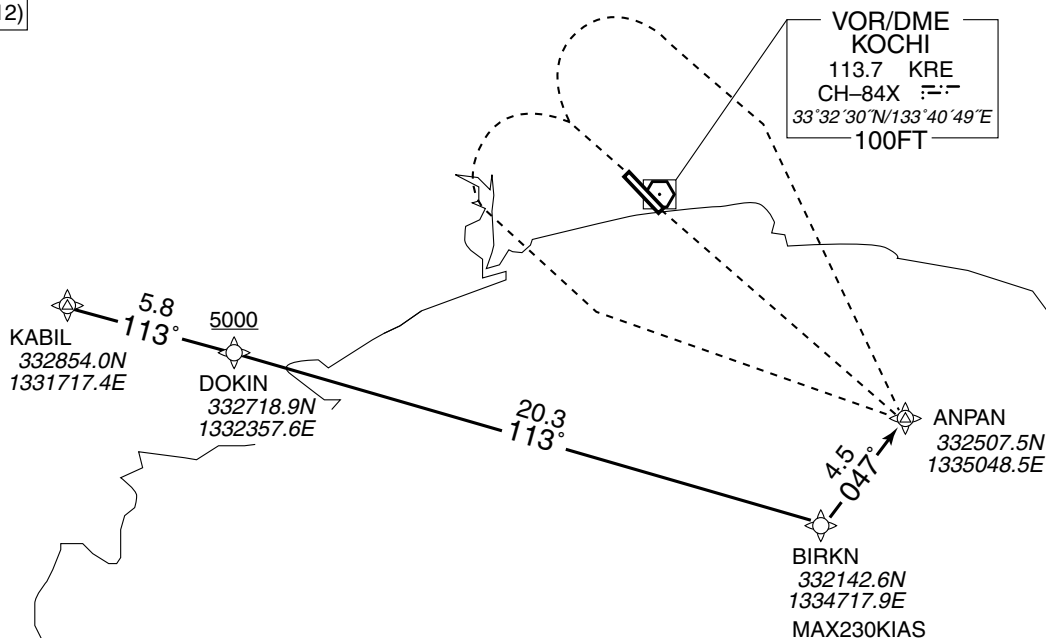 12)
VOR/DME
KOCHI
113.7 KRE
CH–84X
33°32´30˝N/133°40´49˝E
100FT
5.8
113°
5000
KABIL
332854.0N
1331717.4E
DOKIN
332718.9N
1332357.6E
20.3
113°
ANPAN
332507.5N
1335048.5E
4.5
047°
BIRKN
332142.6N
1334717.9E
MAX230KIAS